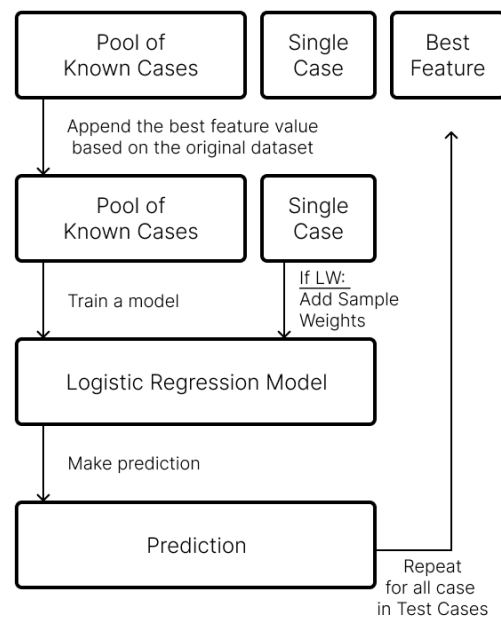 Pool of
Known Cases
Single
Case
Best
Feature
Append the best feature value
based on the original dataset
Pool of
Known Cases
Single
Case
Train a model
If LW:
Add Sample
Weights
Logistic Regression Model
Make prediction
Prediction
Repeat
for all case
in Test Cases